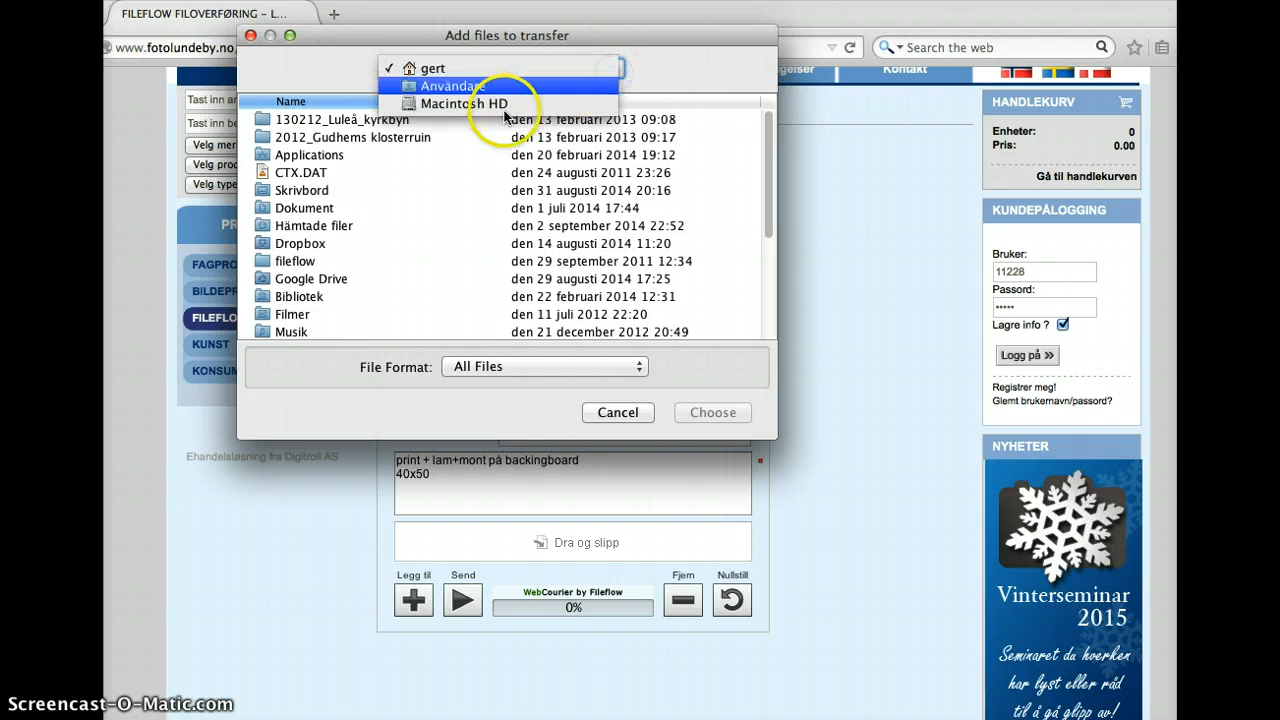 FILEFLOW FILOVERFØRING – L...
www.fotolundeby.no
Search the web
Add files to transfer
gert
Användare
Macintosh HD
Name
130212_Luleå_kyrkbyn den 13 februari 2013 09:08
2012_Gudhems klosterruin den 13 februari 2013 09:17
Applications den 20 februari 2014 19:12
CTX.DAT den 24 augusti 2011 23:26
Skrivbord den 31 augusti 2014 20:16
Dokument den 1 juli 2014 17:44
Hämtade filer den 2 september 2014 22:52
Dropbox den 14 augusti 2014 11:20
fileflow den 29 september 2011 12:34
Google Drive den 29 augusti 2014 17:25
Bibliotek den 22 februari 2014 12:31
Filmer den 11 juli 2012 22:20
Musik den 21 december 2012 20:49
File Format: All Files
Cancel Choose
Tast inn
Tast inn be
Velg mer
Velg pro
Velg type
PR
FAGPRO
BILDEPR
FILEFLO
KUNST
KONSU
Ehandelsløsning fra Digitroll AS
print + lam+mont på backingboard
40x50
Dra og slipp
Legg til Send Fjern Nullstill
WebCourier by Fileflow
0%
Kontakt
HANDLEKURV
Enheter: 0
Pris: 0.00
Gå til handlekurven
KUNDEPÅLOGGING
Bruker:
11228
Passord:
•••••
Lagre info ?
Logg på »
Registrer meg!
Glemt brukernavn/passord?
NYHETER
Vinterseminar
2015
Seminaret du hverken
har lyst eller råd
til å gå glipp av!
Screencast-O-Matic.com